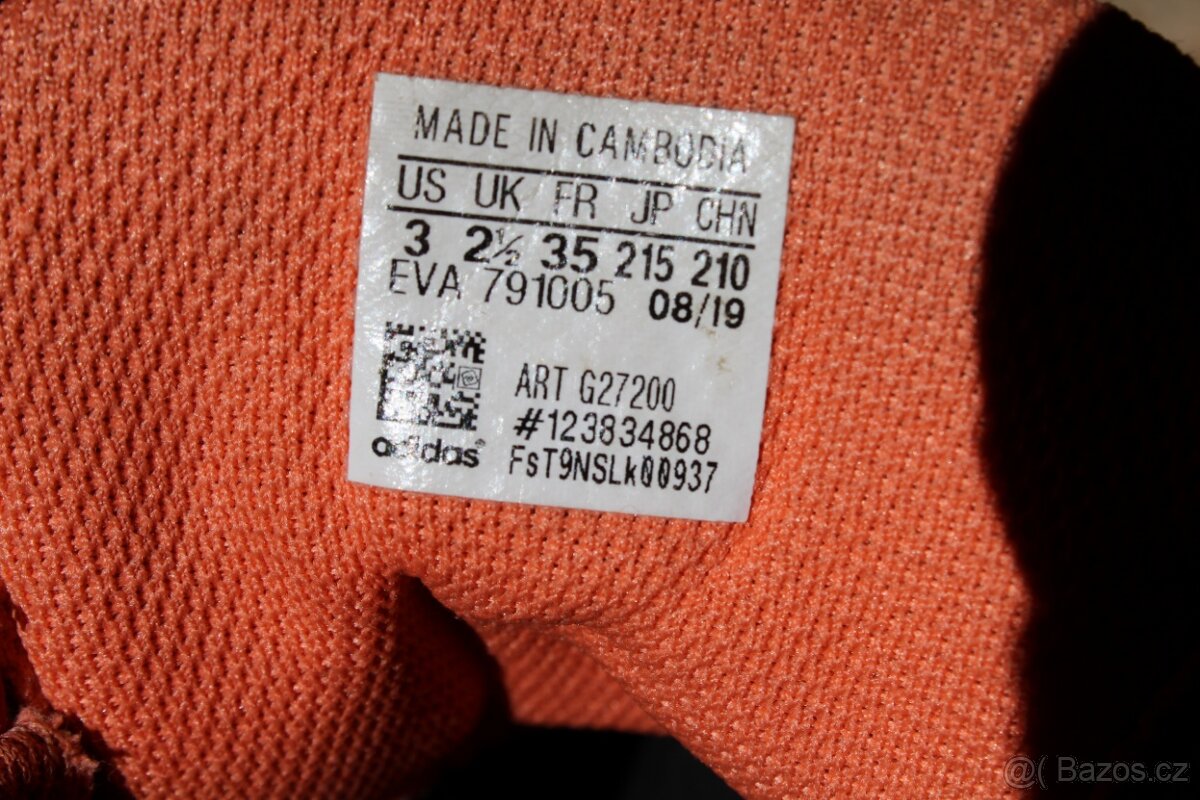 MADE IN CAMBODIA
US UK FR JP CHN
3 2½ 35 215 210
EVA 791005 08/19
ART G27200
#123834868
adidas® FsT9NSLk00937
@( Bazos.cz